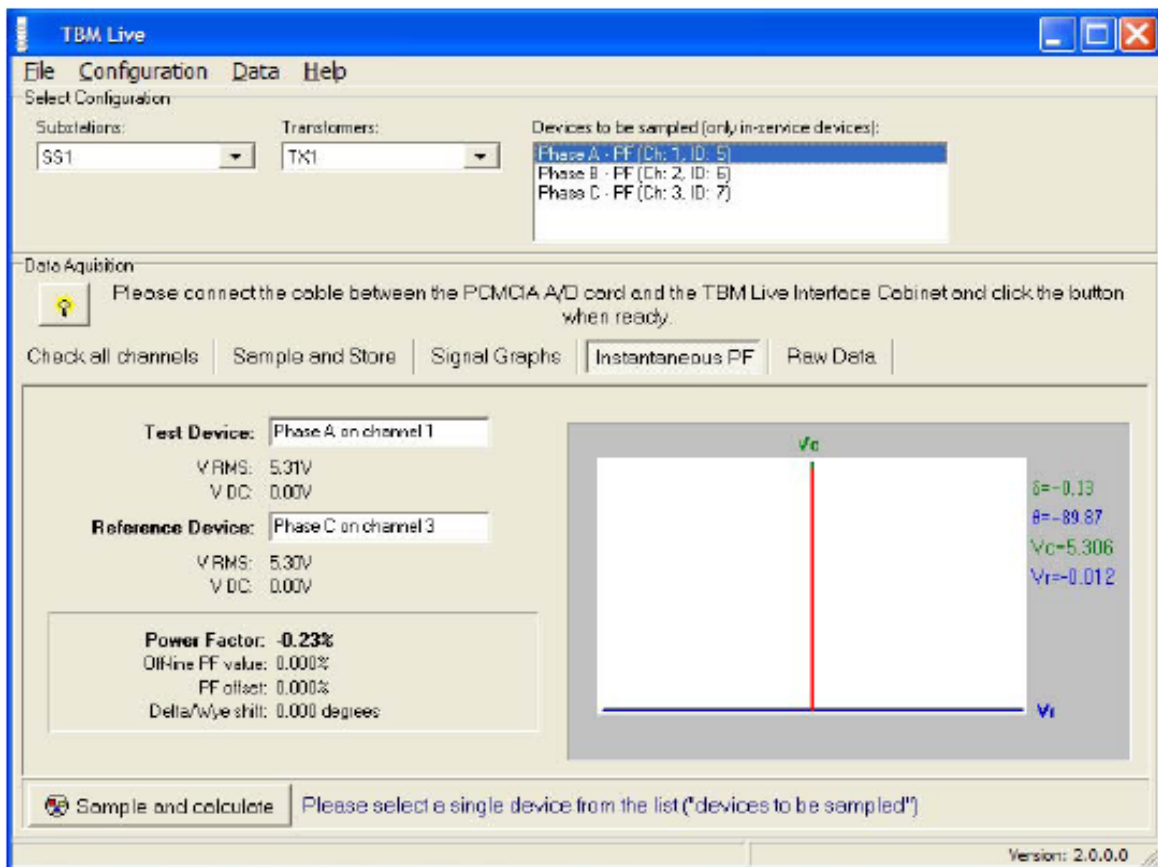 TBM Live
File Configuration Data Help
Select Configuration
Substations: Transformers: Devices to be sampled (only in-service devices):
SS1 TX1 Phase A - PF (Ch: 1, ID: 5)
Phase B - PF (Ch: 2, ID: 6)
Phase C - PF (Ch: 3, ID: 7)
Data Aquisition
Please connect the cable between the PCMCIA A/D card and the TBM Live Interface Cabinet and click the button
when ready.
Check all channels Sample and Store Signal Graphs Instantaneous PF Raw Data
Test Device: Phase A on channel 1
V RMS: 5.31V
V DC: 0.00V
Reference Device: Phase C on channel 3
V RMS: 5.30V
V DC: 0.00V
Power Factor: -0.23%
Off-line PF value: 0.000%
PF offset: 0.000%
Delta/Wye shift: 0.000 degrees
Vc
δ=-0.13
θ=-89.87
Vc=5.306
Vr=-0.012
Vr
Sample and calculate Please select a single device from the list ("devices to be sampled")
Version: 2.0.0.0